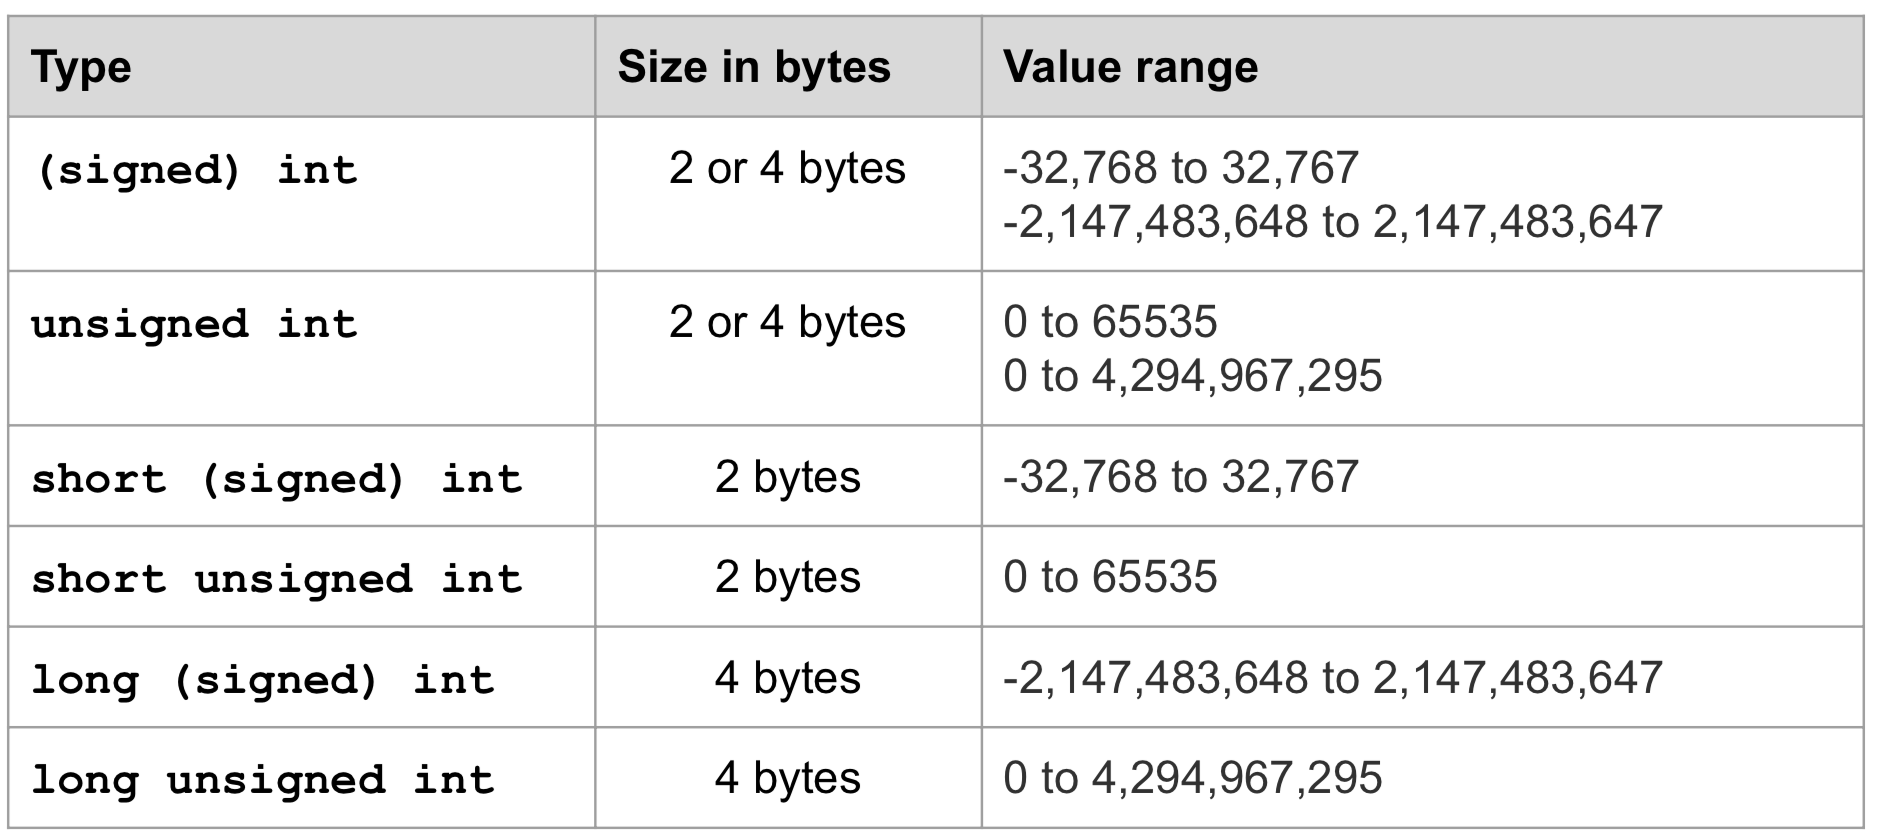 Type Size in bytes Value range
(signed) int 2 or 4 bytes -32,768 to 32,767
-2,147,483,648 to 2,147,483,647
unsigned int 2 or 4 bytes 0 to 65535
0 to 4,294,967,295
short (signed) int 2 bytes -32,768 to 32,767
short unsigned int 2 bytes 0 to 65535
long (signed) int 4 bytes -2,147,483,648 to 2,147,483,647
long unsigned int 4 bytes 0 to 4,294,967,295